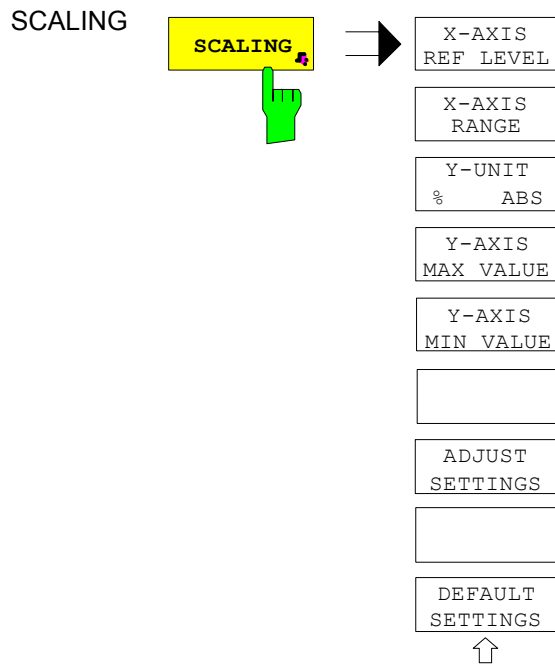 SCALING
SCALING
X-AXIS
REF LEVEL
X-AXIS
RANGE
Y-UNIT
% ABS
Y-AXIS
MAX VALUE
Y-AXIS
MIN VALUE
ADJUST
SETTINGS
DEFAULT
SETTINGS